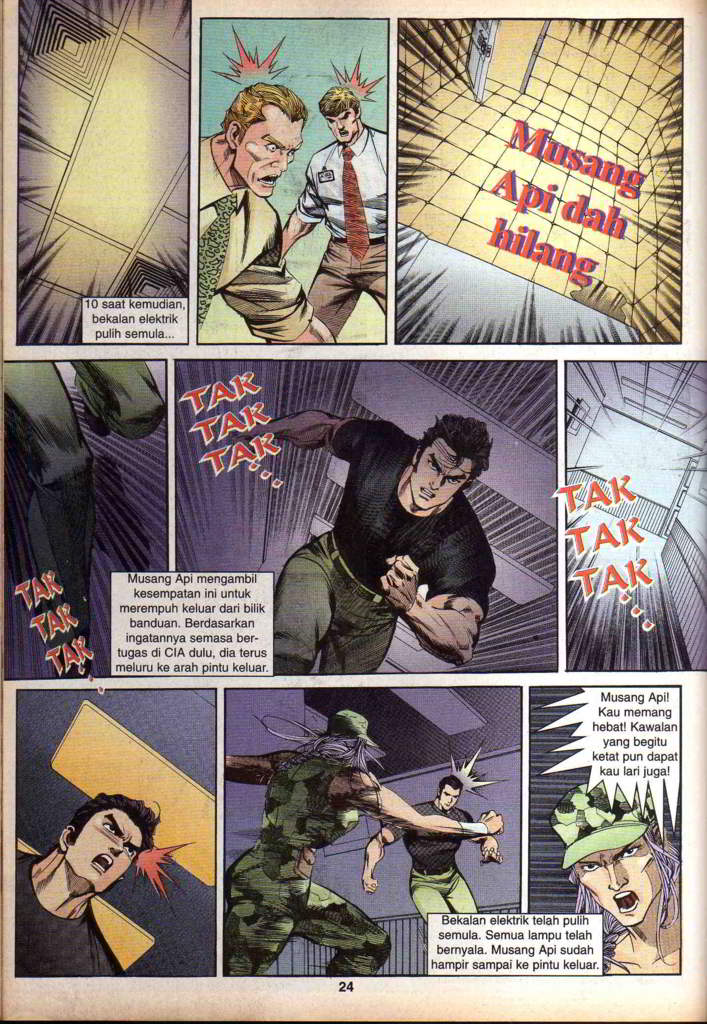 10 saat kemudian,
bekalan elektrik
pulih semula...
Musang
Api dah
hilang
TAK
TAK
TAK
Musang Api mengambil
kesempatan ini untuk
merempuh keluar dari bilik
banduan. Berdasarkan
ingatannya semasa ber-
tugas di CIA dulu, dia terus
meluru ke arah pintu keluar.
TAK
TAK
TAK...
TAK
TAK
TAK...
Bekalan elektrik telah pulih
semula. Semua lampu telah
bernyala. Musang Api sudah
hampir sampai ke pintu keluar.
Musang Api!
Kau memang
hebat! Kawalan
yang begitu
ketat pun dapat
kau lari juga!
24